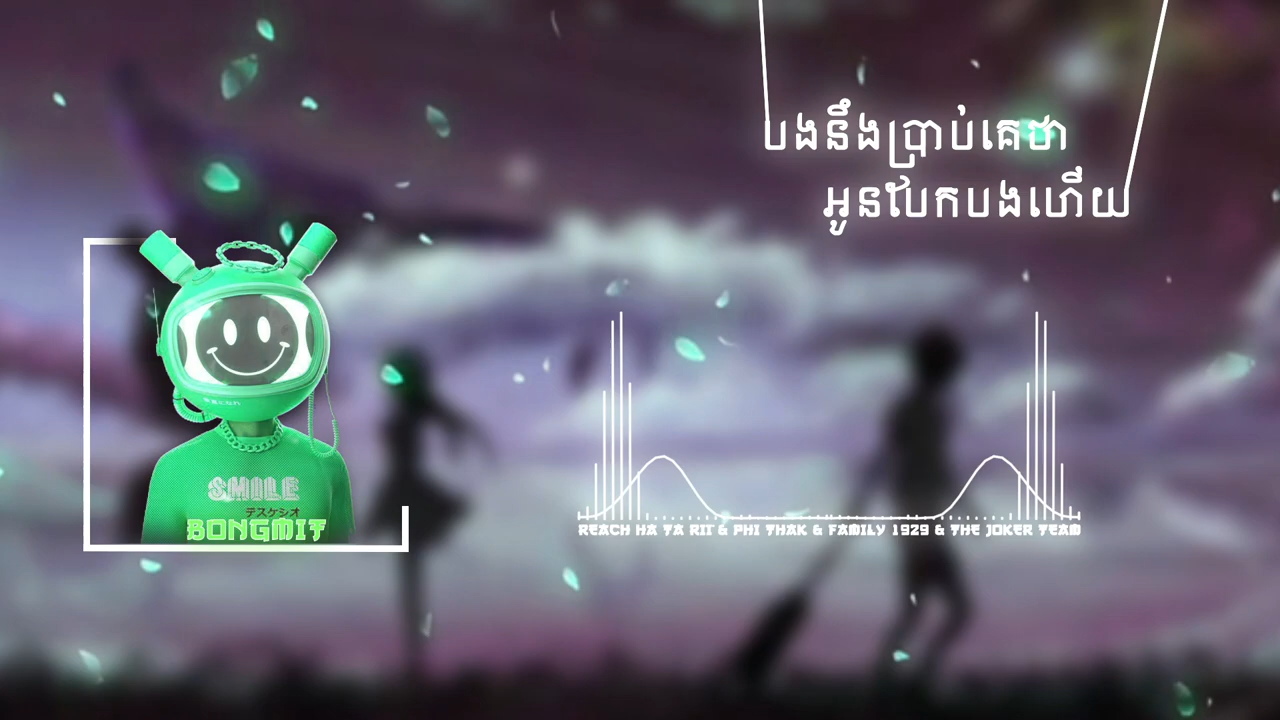 បងនឹងប្រាប់គេថា
អូនបែកបងហើយ
SMILE
テスケシオ
BONGMIT
REACH HA TA RII & PHI THAK & FAMILY 1929 & THE JOKER TEAM